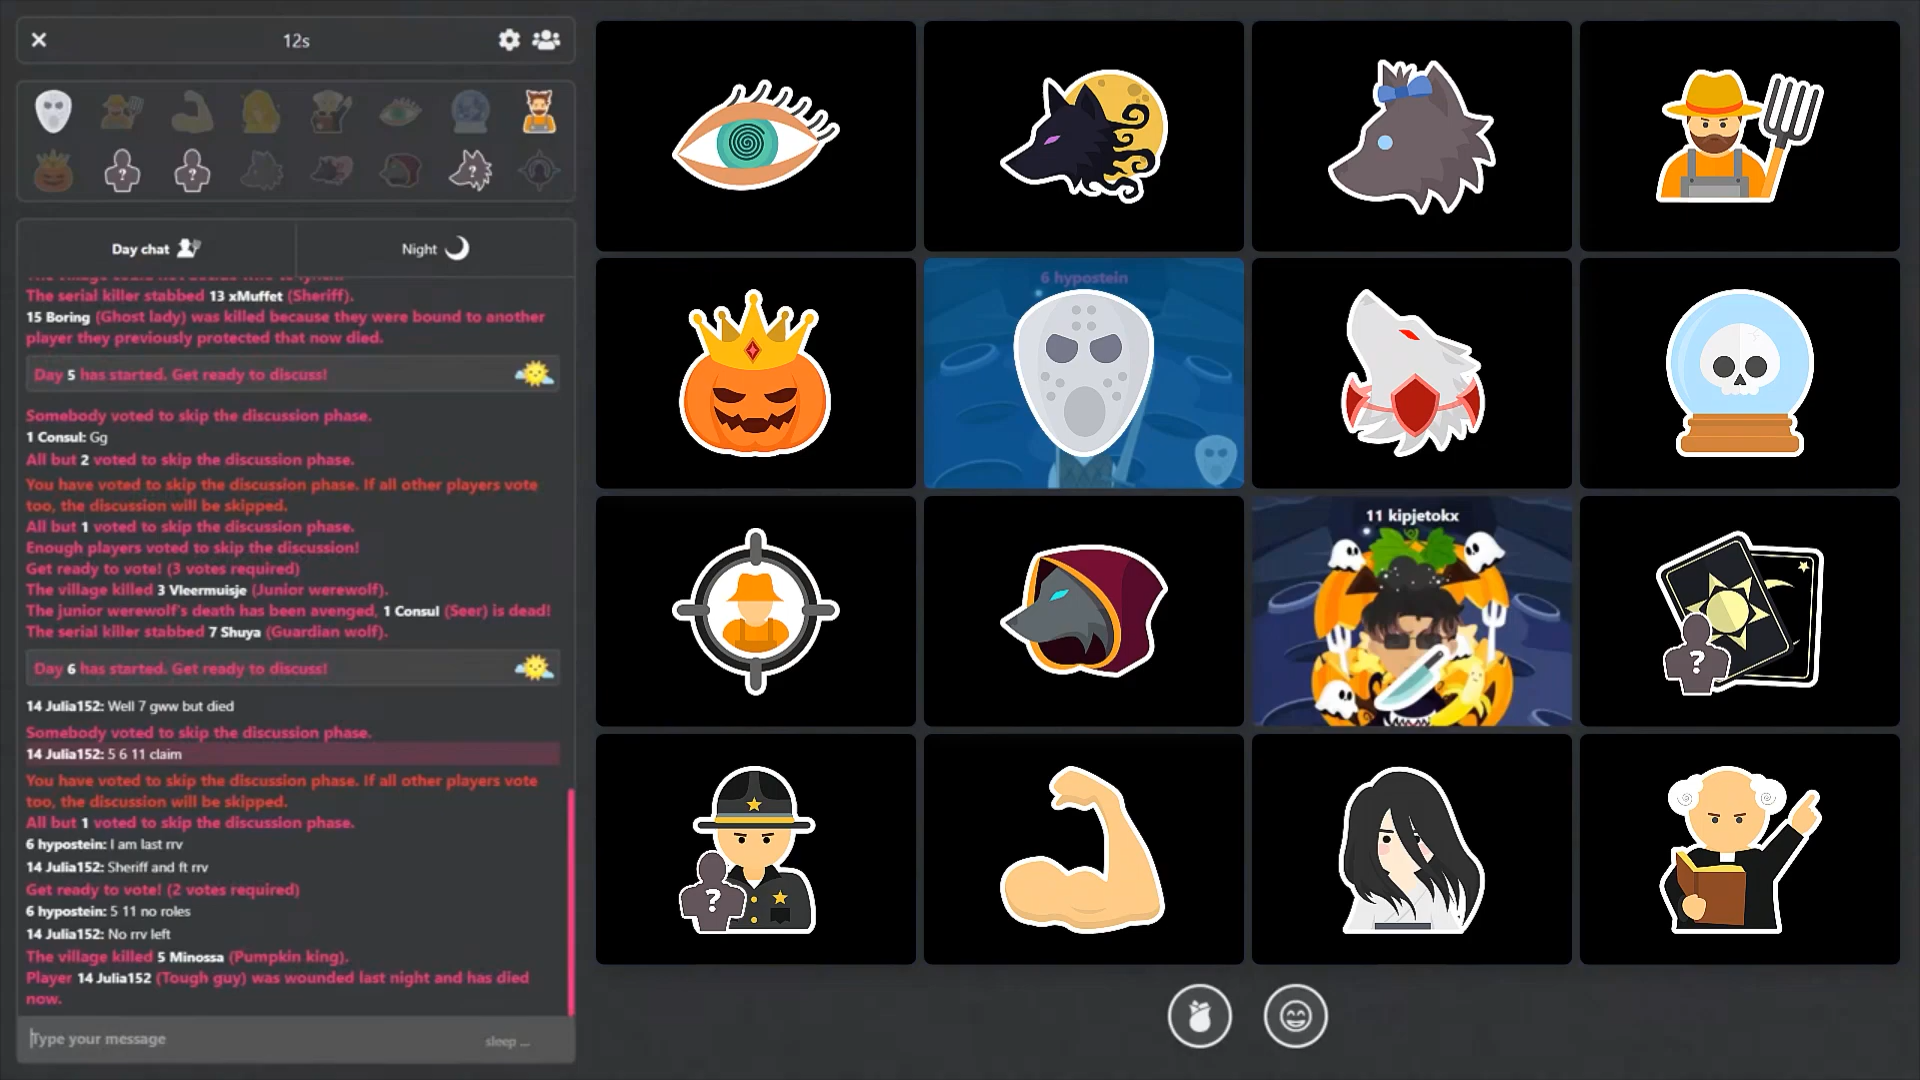 12s
Day chat
Night
The serial killer stabbed 13 xMuffet (Sheriff).
15 Boring (Ghost lady) was killed because they were bound to another
player they previously protected that now died.
Day 5 has started. Get ready to discuss!
Somebody voted to skip the discussion phase.
1 Consul: Gg
All but 2 voted to skip the discussion phase.
You have voted to skip the discussion phase. If all other players vote
too, the discussion will be skipped.
All but 1 voted to skip the discussion phase.
Enough players voted to skip the discussion!
Get ready to vote! (3 votes required)
The village killed 3 Vleermuisje (Junior werewolf).
The junior werewolf's death has been avenged, 1 Consul (Seer) is dead!
The serial killer stabbed 7 Shuya (Guardian wolf).
Day 6 has started. Get ready to discuss!
14 Julia152: Well 7 gww but died
Somebody voted to skip the discussion phase.
14 Julia152: 5 6 11 claim
You have voted to skip the discussion phase. If all other players vote
too, the discussion will be skipped.
All but 1 voted to skip the discussion phase.
6 hypostein: I am last rrv
14 Julia152: Sheriff and ft rrv
Get ready to vote! (2 votes required)
6 hypostein: 5 11 no roles
14 Julia152: No rrv left
The village killed 5 Minossa (Pumpkin king).
Player 14 Julia152 (Tough guy) was wounded last night and has died
now.
Type your message
sleep ...
6 hypostein
11 kipjetokx
?
?
?
?
?